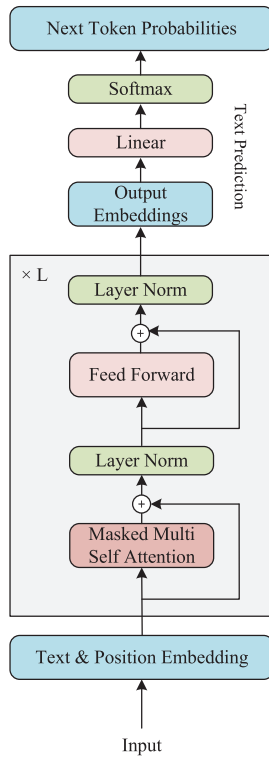 Next Token Probabilities
Softmax
Linear
Text Prediction
Output
Embeddings
× L
Layer Norm
+
Feed Forward
Layer Norm
+
Masked Multi
Self Attention
Text & Position Embedding
Input